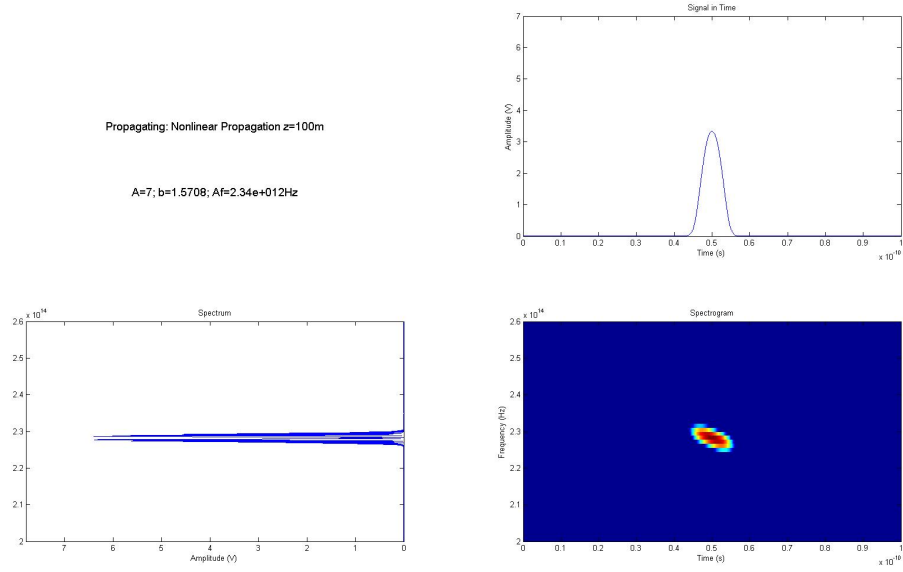 Signal in Time
7
6
5
4
3
2
1
0
Amplitude (V)
0 0.1 0.2 0.3 0.4 0.5 0.6 0.7 0.8 0.9 1
Time (s)
x 10^-10
Propagating: Nonlinear Propagation z=100m
A=7; b=1.5708; Af=2.34e+012Hz
x 10^14
Spectrum
2.6
2.5
2.4
2.3
2.2
2.1
2
7 6 5 4 3 2 1 0
Amplitude (V)
x 10^14
Spectrogram
2.6
2.5
2.4
2.3
2.2
2.1
2
Frequency (Hz)
0 0.1 0.2 0.3 0.4 0.5 0.6 0.7 0.8 0.9 1
Time (s)
x 10^-10